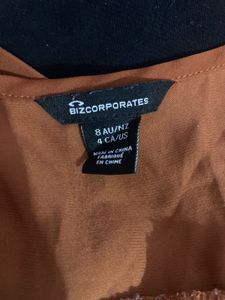 BIZCORPORATES
8 AU/NZ
4 CA/US
MADE IN CHINA
FABRIQUÉ
EN CHINE